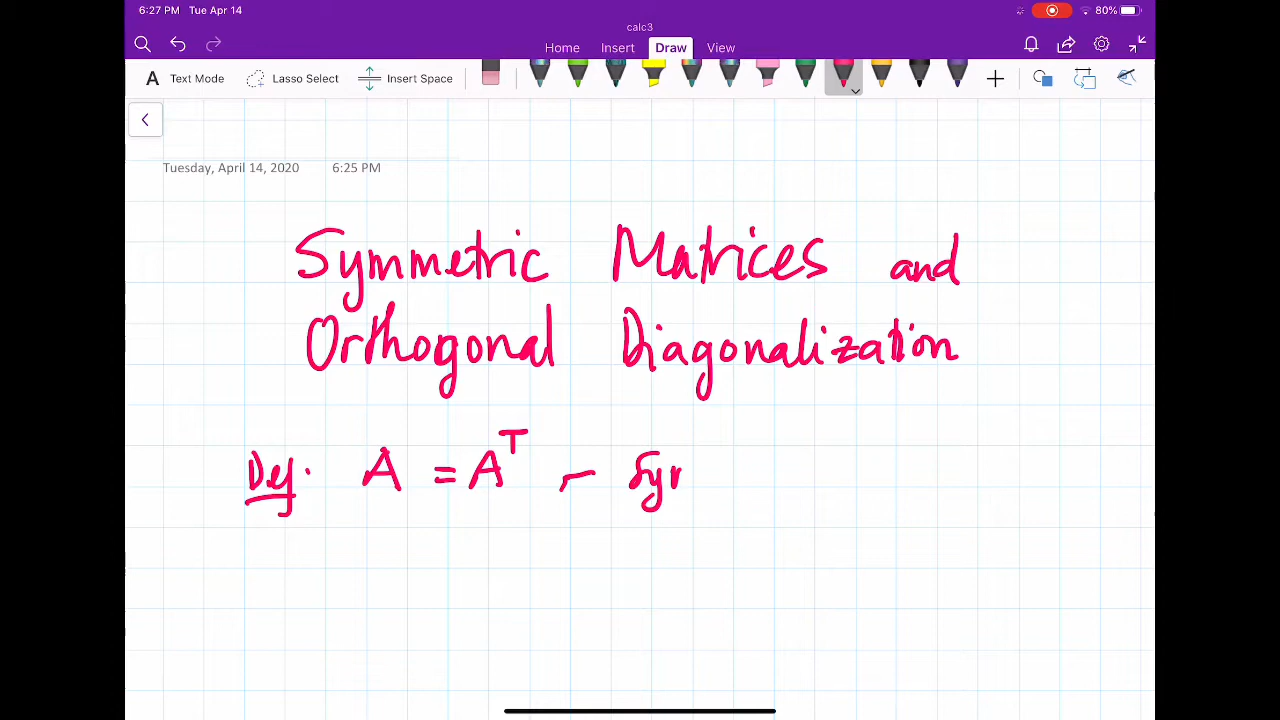 6:27 PM Tue Apr 14 80%
calc3
Home Insert Draw View
A Text Mode Lasso Select Insert Space
Tuesday, April 14, 2020 6:25 PM
Symmetric Matrices and
Orthogonal Diagonalization
Def. A = A^T - Sy